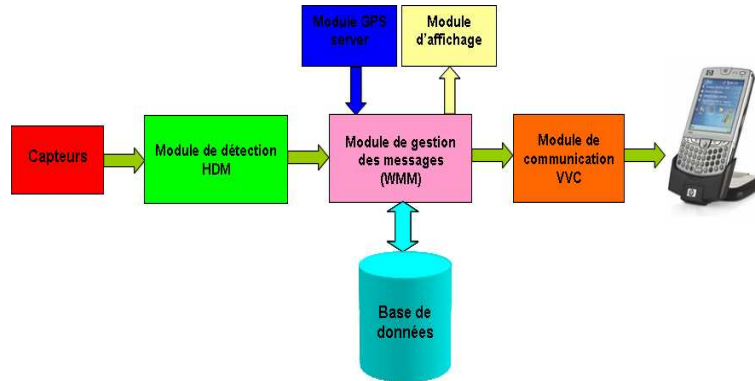 Module GPS
server
Module
d'affichage
Capteurs
Module de détection
HDM
Module de gestion
des messages
(WMM)
Module de
communication
VVC
Base de
données
hp